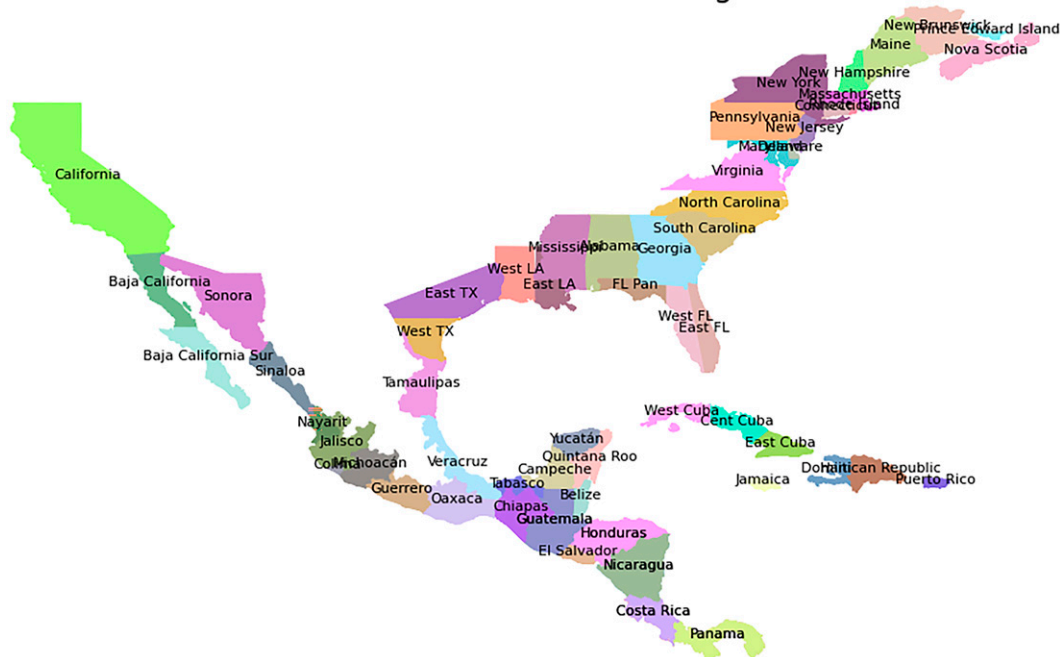 New Brunswick
Prince Edward Island
Maine
Nova Scotia
New Hampshire
New York
Massachusetts
Connecticut
Rhode Island
Pennsylvania
New Jersey
Maryland
Delaware
Virginia
California
North Carolina
South Carolina
Mississippi
Alabama
Georgia
West LA
Baja California
East LA
FL Pan
Sonora
East TX
West FL
East FL
West TX
Baja California Sur
Sinaloa
Tamaulipas
West Cuba
Cent Cuba
Nayarit
Jalisco
Yucatán
East Cuba
Quintana Roo
Colima
Michoacán
Veracruz
Campeche
Haiti
Dominican Republic
Jamaica
Puerto Rico
Tabasco
Guerrero
Oaxaca
Belize
Chiapas
Guatemala
Honduras
El Salvador
Nicaragua
Costa Rica
Panama